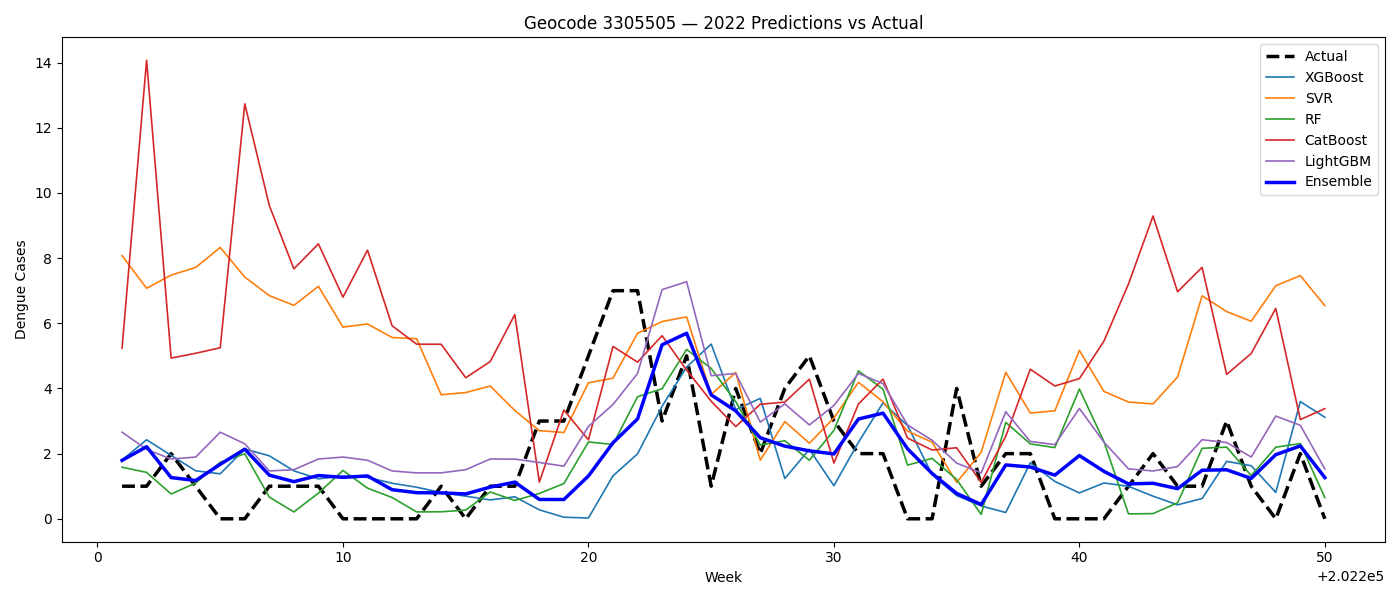 Geocode 3305505 — 2022 Predictions vs Actual
Dengue Cases
14
12
10
8
6
4
2
0
0
10
20
30
40
50
+2.022e5
Week
Actual
XGBoost
SVR
RF
CatBoost
LightGBM
Ensemble